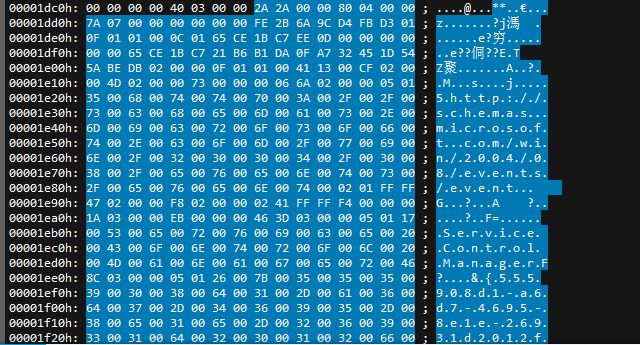 00001dc0h: 00 00 00 00 40 03 00 00 2A 2A 00 00 80 04 00 00 ; ....@...**..€...
00001dd0h: 7A 07 00 00 00 00 00 00 FE 2B 6A 9C D4 FB D3 01 ; z.......?j滆
00001de0h: 0F 01 01 00 0C 01 65 CE 1B C7 EE 0D 00 00 00 00 ; ......e?穷....
00001df0h: 00 00 65 CE 1B C7 21 B6 B1 DA 0F A7 32 45 1D 54 ; ..e??侗?E.T
00001e00h: 5A BE DB 02 00 00 0F 01 01 00 41 13 00 CF 02 00 ; Z聚.......A..?.
00001e10h: 00 4D 02 00 00 73 00 00 00 06 6A 02 00 00 05 01 ; .M...s....j.....
00001e20h: 35 00 68 00 74 00 74 00 70 00 3A 00 2F 00 2F 00 ; 5.h.t.t.p.:././.
00001e30h: 73 00 63 00 68 00 65 00 6D 00 61 00 73 00 2E 00 ; s.c.h.e.m.a.s...
00001e40h: 6D 00 69 00 63 00 72 00 6F 00 73 00 6F 00 66 00 ; m.i.c.r.o.s.o.f.
00001e50h: 74 00 2E 00 63 00 6F 00 6D 00 2F 00 77 00 69 00 ; t...c.o.m./.w.i.
00001e60h: 6E 00 2F 00 32 00 30 00 30 00 34 00 2F 00 30 00 ; n./.2.0.0.4./.0.
00001e70h: 38 00 2F 00 65 00 76 00 65 00 6E 00 74 00 73 00 ; 8./.e.v.e.n.t.s.
00001e80h: 2F 00 65 00 76 00 65 00 6E 00 74 00 02 01 FF FF ; /.e.v.e.n.t...
00001e90h: 47 02 00 00 F8 02 00 00 02 41 FF FF F4 00 00 00 ; G...?...A ?..
00001ea0h: 1A 03 00 00 EB 00 00 00 46 3D 03 00 00 05 01 17 ; ....?..F=......
00001eb0h: 00 53 00 65 00 72 00 76 00 69 00 63 00 65 00 20 ; .S.e.r.v.i.c.e.
00001ec0h: 00 43 00 6F 00 6E 00 74 00 72 00 6F 00 6C 00 20 ; .C.o.n.t.r.o.l.
00001ed0h: 00 4D 00 61 00 6E 00 61 00 67 00 65 00 72 00 46 ; .M.a.n.a.g.e.r.F
00001ee0h: 8C 03 00 00 05 01 26 00 7B 00 35 00 35 00 35 00 ; ?....&.{.5.5.5.
00001ef0h: 39 00 30 00 38 00 64 00 31 00 2D 00 61 00 36 00 ; 9.0.8.d.1.-.a.6.
00001f00h: 64 00 37 00 2D 00 34 00 36 00 39 00 35 00 2D 00 ; d.7.-.4.6.9.5.-.
00001f10h: 38 00 65 00 31 00 65 00 2D 00 32 00 36 00 39 00 ; 8.e.1.e.-.2.6.9.
00001f20h: 33 00 31 00 64 00 32 00 30 00 31 00 32 00 66 00 ; 3.1.d.2.0.1.2.f.